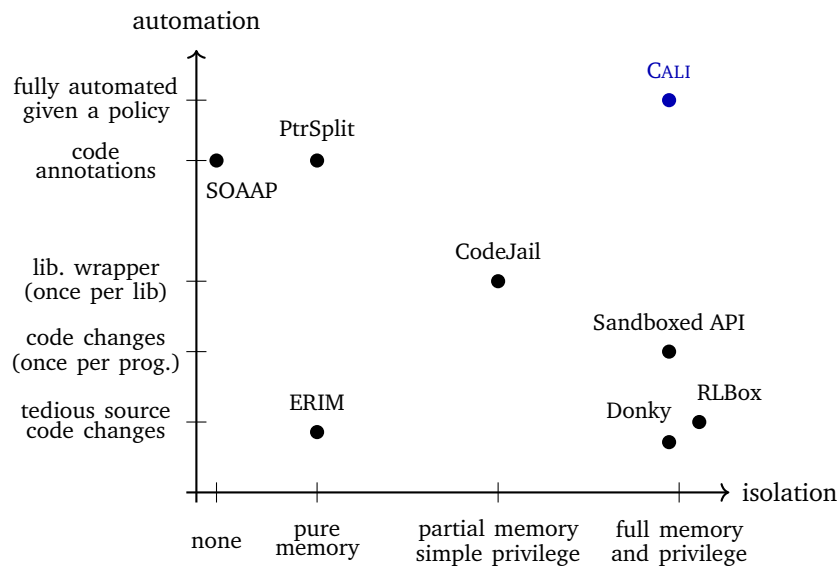 automation
CALI
fully automated
given a policy
PtrSplit
code
annotations
SOAAP
CodeJail
lib. wrapper
(once per lib)
Sandboxed API
code changes
(once per prog.)
RLBox
ERIM
Donky
tedious source
code changes
isolation
none
pure
memory
partial memory
simple privilege
full memory
and privilege